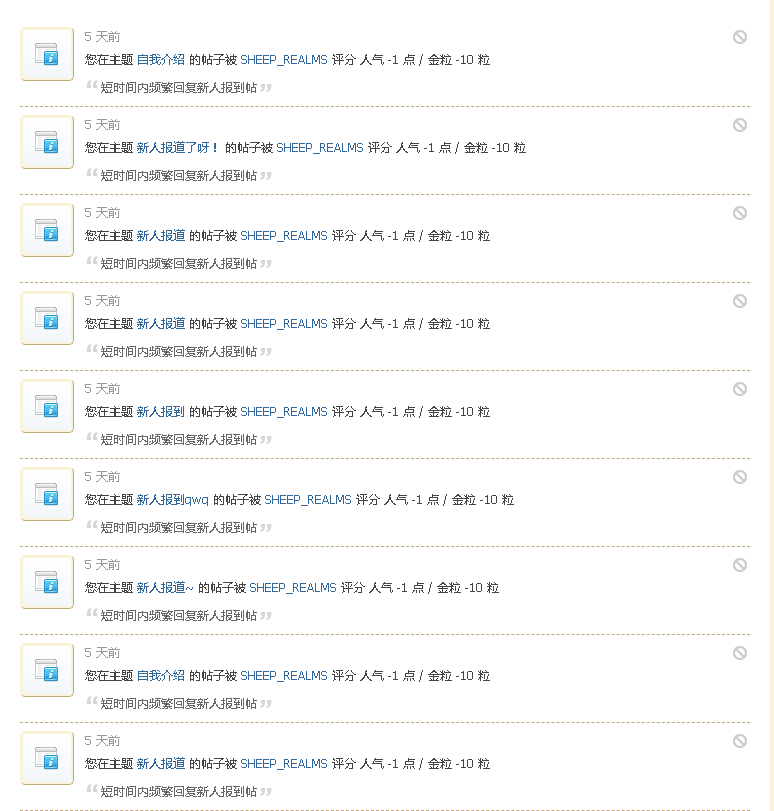 5 天前
您在主题 自我介绍 的帖子被 SHEEP_REALMS 评分 人气 -1 点 / 金粒 -10 粒
“ 短时间内频繁回复新人报到帖 ”
5 天前
您在主题 新人报道了呀！ 的帖子被 SHEEP_REALMS 评分 人气 -1 点 / 金粒 -10 粒
“ 短时间内频繁回复新人报到帖 ”
5 天前
您在主题 新人报道 的帖子被 SHEEP_REALMS 评分 人气 -1 点 / 金粒 -10 粒
“ 短时间内频繁回复新人报到帖 ”
5 天前
您在主题 新人报道 的帖子被 SHEEP_REALMS 评分 人气 -1 点 / 金粒 -10 粒
“ 短时间内频繁回复新人报到帖 ”
5 天前
您在主题 新人报到 的帖子被 SHEEP_REALMS 评分 人气 -1 点 / 金粒 -10 粒
“ 短时间内频繁回复新人报到帖 ”
5 天前
您在主题 新人报到qwq 的帖子被 SHEEP_REALMS 评分 人气 -1 点 / 金粒 -10 粒
“ 短时间内频繁回复新人报到帖 ”
5 天前
您在主题 新人报道~ 的帖子被 SHEEP_REALMS 评分 人气 -1 点 / 金粒 -10 粒
“ 短时间内频繁回复新人报到帖 ”
5 天前
您在主题 自我介绍 的帖子被 SHEEP_REALMS 评分 人气 -1 点 / 金粒 -10 粒
“ 短时间内频繁回复新人报到帖 ”
5 天前
您在主题 新人报道 的帖子被 SHEEP_REALMS 评分 人气 -1 点 / 金粒 -10 粒
“ 短时间内频繁回复新人报到帖 ”